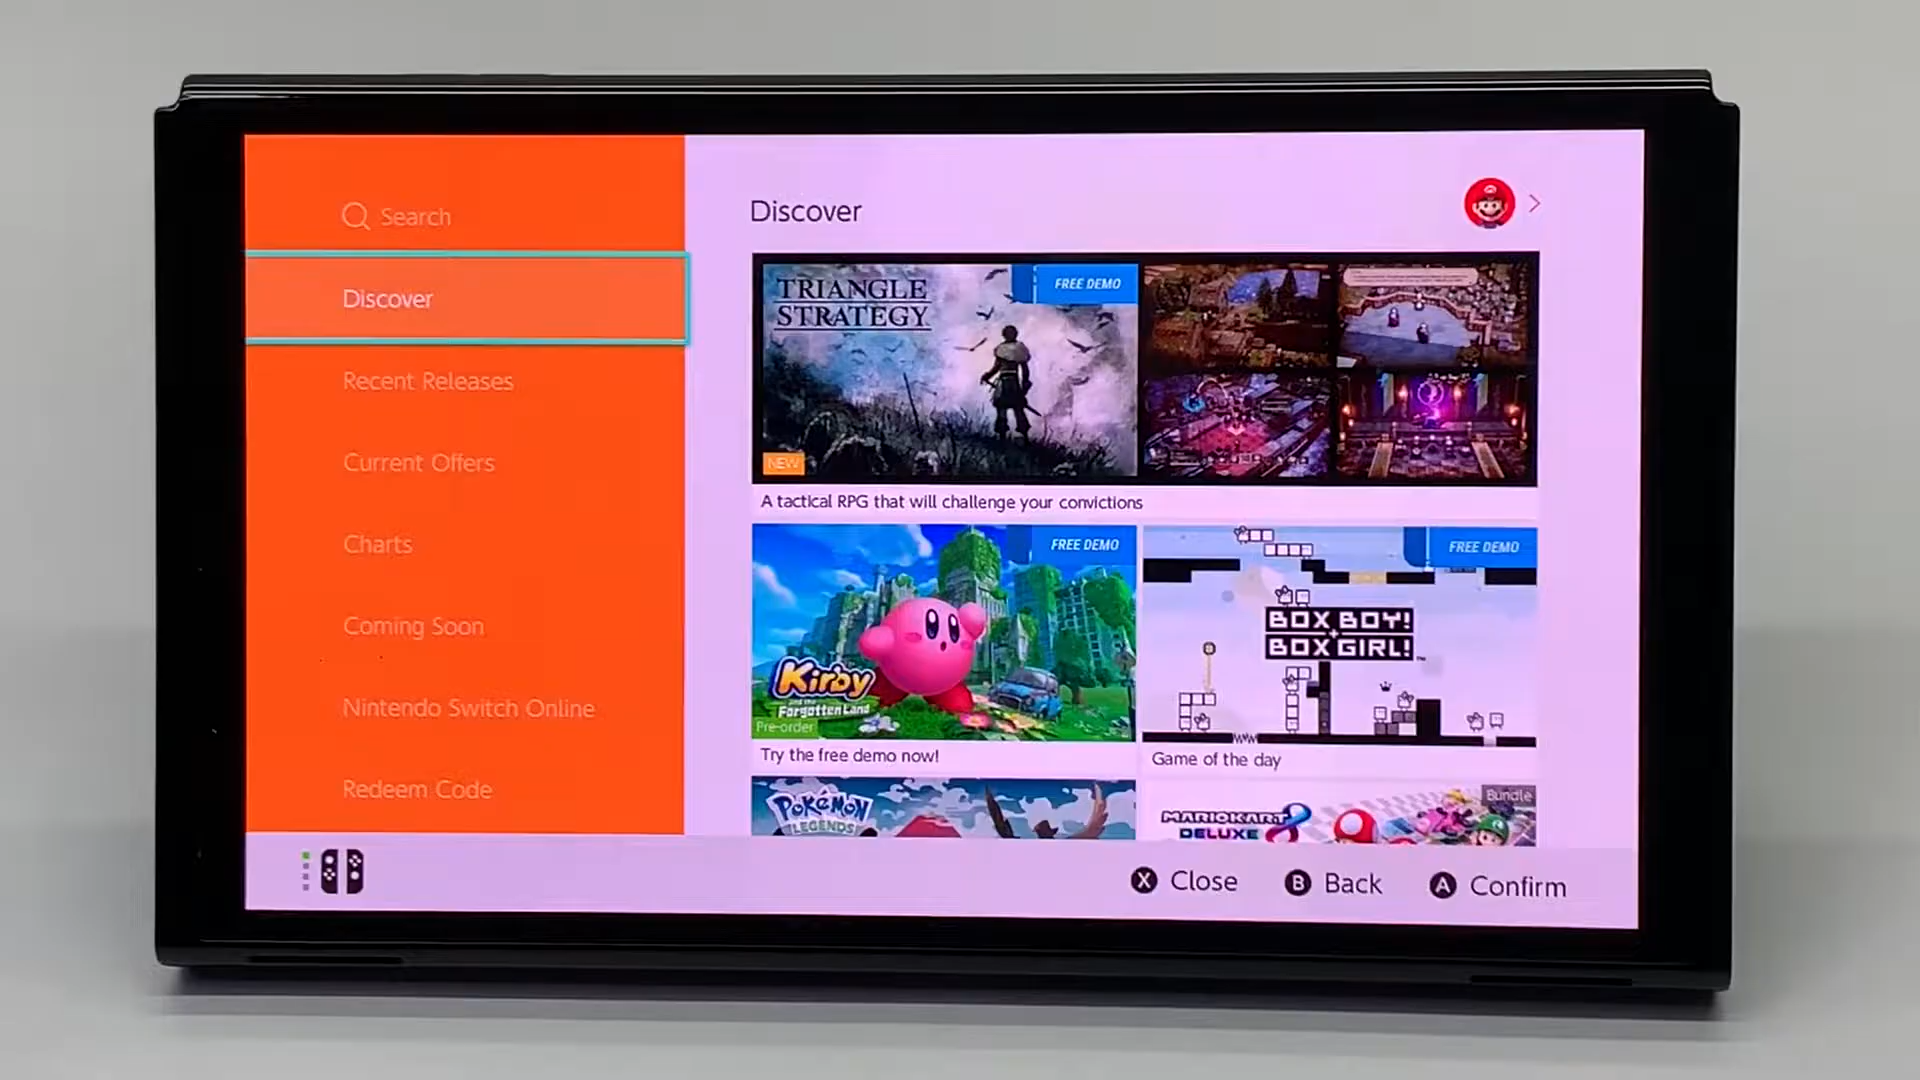 Search
Discover
Recent Releases
Current Offers
Charts
Coming Soon
Nintendo Switch Online
Redeem Code
Discover
TRIANGLE
STRATEGY
FREE DEMO
NEW
A tactical RPG that will challenge your convictions
Kirby
and the
Forgotten Land
Pre-order
FREE DEMO
Try the free demo now!
FREE DEMO
BOX BOY!
+
BOX GIRL!
Game of the day
POKéMON
LEGENDS
MARIOKART 8
DELUXE
Bundle
X Close
B Back
A Confirm